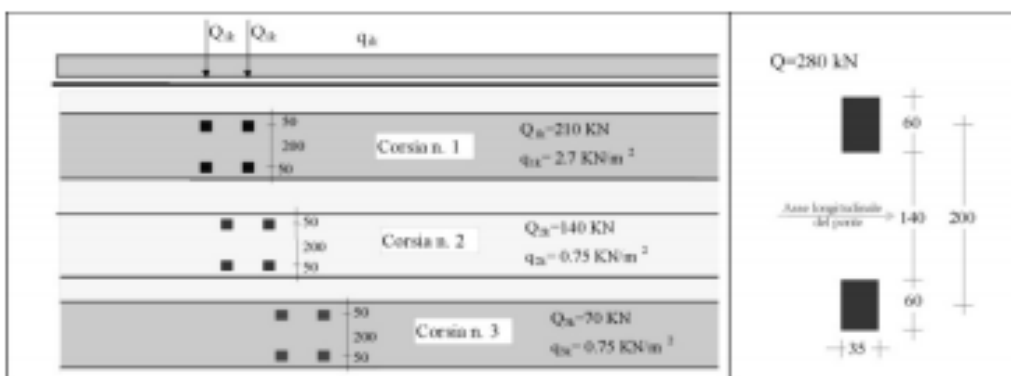 Q1k Q1k
q1k
50
200
50
Corsia n. 1
Q1k=210 KN
q1k= 2.7 KN/m 2
50
200
50
Corsia n. 2
Q2k=140 KN
q2k= 0.75 KN/m 2
50
200
50
Corsia n. 3
Q3k=70 KN
q3k= 0.75 KN/m 2
Q=280 kN
60
Asse longitudinale
del ponte
140
200
60
35